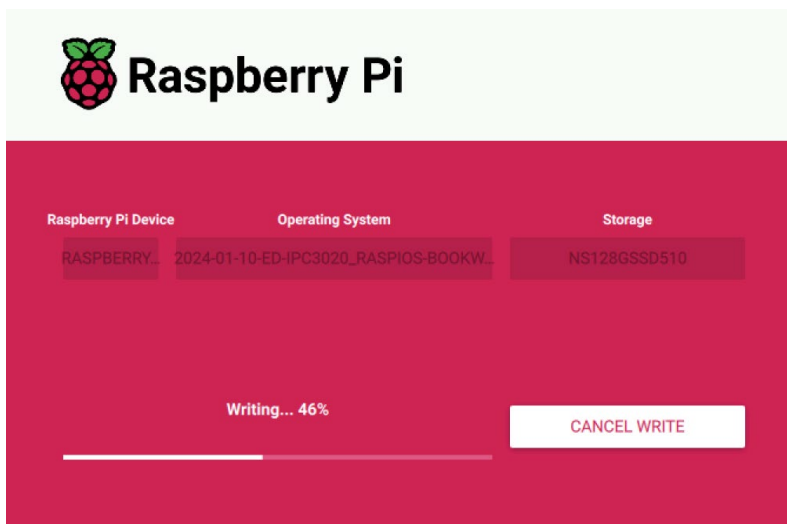 Raspberry Pi
Raspberry Pi Device Operating System Storage
RASPBERRY... 2024-01-10-ED-IPC3020_RASPIOS-BOOKW... NS128GSSD510
Writing... 46%
CANCEL WRITE